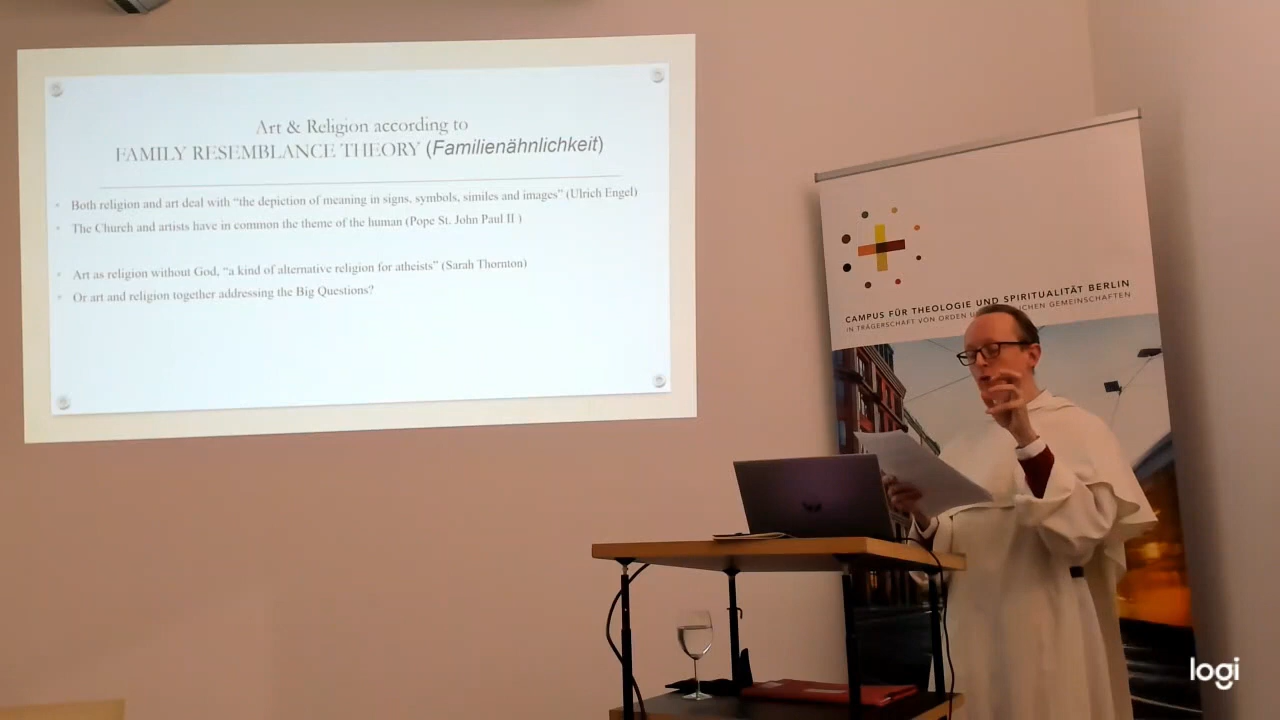 Art & Religion according to
FAMILY RESEMBLANCE THEORY (Familienähnlichkeit)
Both religion and art deal with “the depiction of meaning in signs, symbols, similes and images” (Ulrich Engel)
The Church and artists have in common the theme of the human (Pope St. John Paul II )
Art as religion without God, “a kind of alternative religion for atheists” (Sarah Thornton)
Or art and religion together addressing the Big Questions?
CAMPUS FÜR THEOLOGIE UND SPIRITUALITÄT BERLIN
IN TRÄGERSCHAFT VON ORDEN GEMEINSCHAFTEN
logi